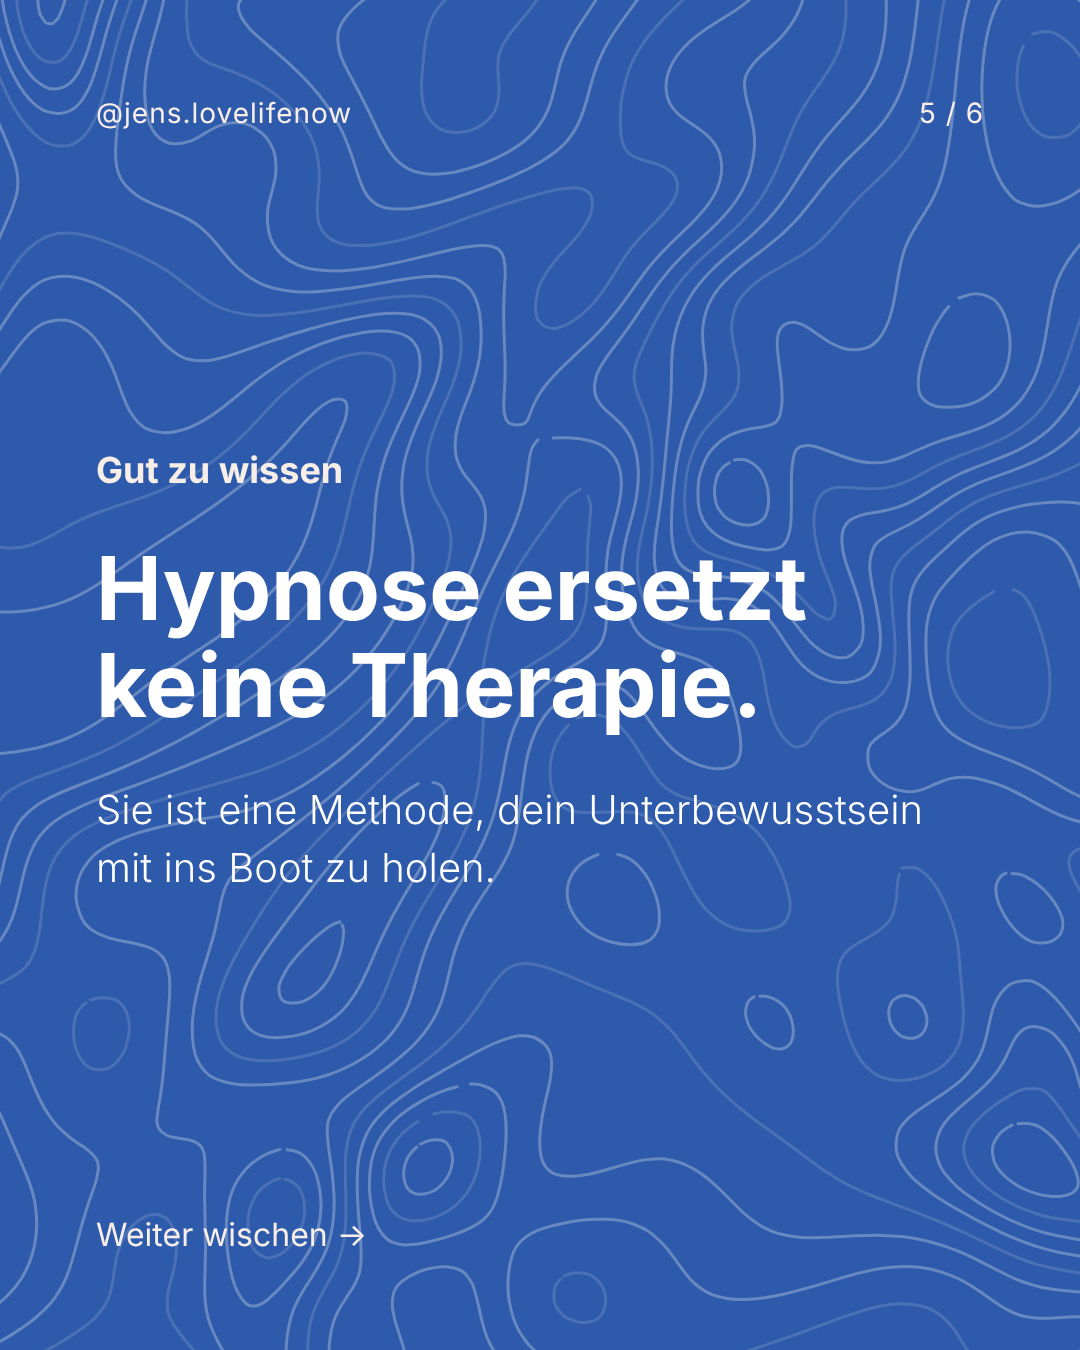 @jens.lovelifenow
5 / 6
Gut zu wissen
Hypnose ersetzt
keine Therapie.
Sie ist eine Methode, dein Unterbewusstsein
mit ins Boot zu holen.
Weiter wischen →